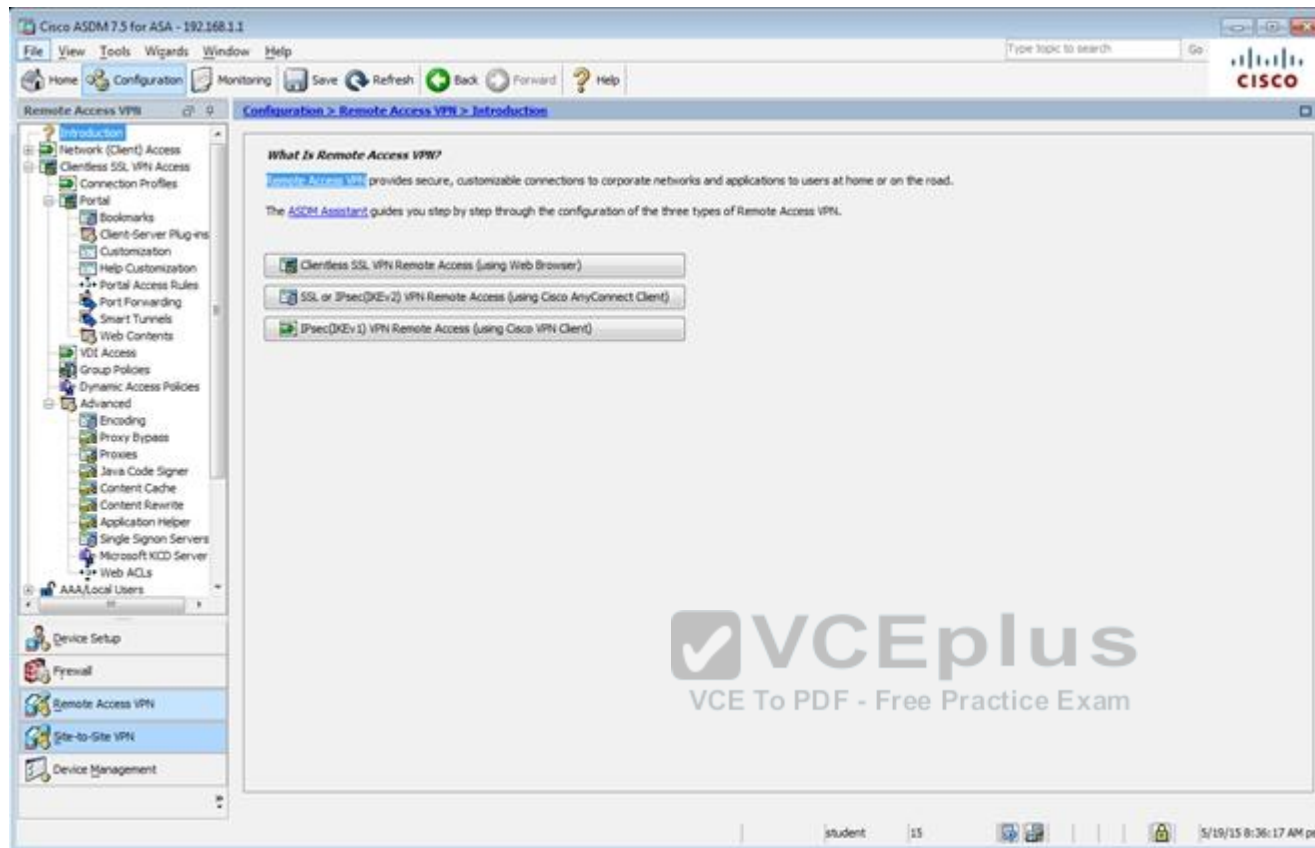 Cisco ASDM 7.5 for ASA - 192.168.1.1
File View Tools Wizards Window Help
Type topic to search Go
Home Configuration Monitoring Save Refresh Back Forward Help
CISCO
Remote Access VPN
Configuration > Remote Access VPN > Introduction
Introduction
Network (Client) Access
Clientless SSL VPN Access
Connection Profiles
Portal
Bookmarks
Client-Server Plug-ins
Customization
Help Customization
Portal Access Rules
Port Forwarding
Smart Tunnels
Web Contents
VDI Access
Group Policies
Dynamic Access Policies
Advanced
Encoding
Proxy Bypass
Proxies
Java Code Signer
Content Cache
Content Rewrite
Application Helper
Single Signon Servers
Microsoft KCD Server
Web ACLs
AAA/Local Users
Device Setup
Firewall
Remote Access VPN
Site-to-Site VPN
Device Management
What Is Remote Access VPN?
Remote Access VPN provides secure, customizable connections to corporate networks and applications to users at home or on the road.
The ASDM Assistant guides you step by step through the configuration of the three types of Remote Access VPN.
Clientless SSL VPN Remote Access (using Web Browser)
SSL or IPsec(IKEv2) VPN Remote Access (using Cisco AnyConnect Client)
IPsec(IKEv1) VPN Remote Access (using Cisco VPN Client)
VCEplus
VCE To PDF - Free Practice Exam
student 15 5/19/15 8:36:17 AM